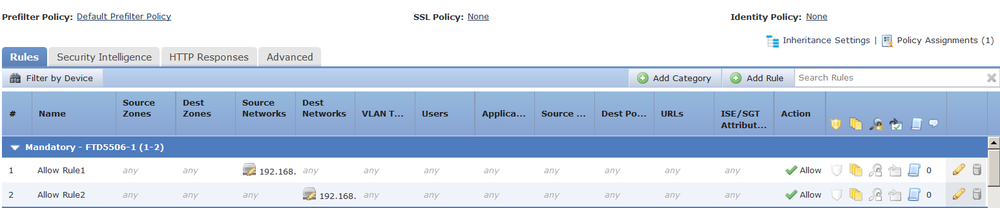 Prefilter Policy: Default Prefilter Policy SSL Policy: None Identity Policy: None
Inheritance Settings | Policy Assignments (1)
Rules Security Intelligence HTTP Responses Advanced
Filter by Device Add Category Add Rule Search Rules
# Name Source Zones Dest Zones Source Networks Dest Networks VLAN T... Users Applica... Source ... Dest Po... URLs ISE/SGT Attribut... Action
Mandatory - FTD5506-1 (1-2)
1 Allow Rule1 any any 192.168. any any any any any any any any Allow 0
2 Allow Rule2 any any any 192.168. any any any any any any any Allow 0